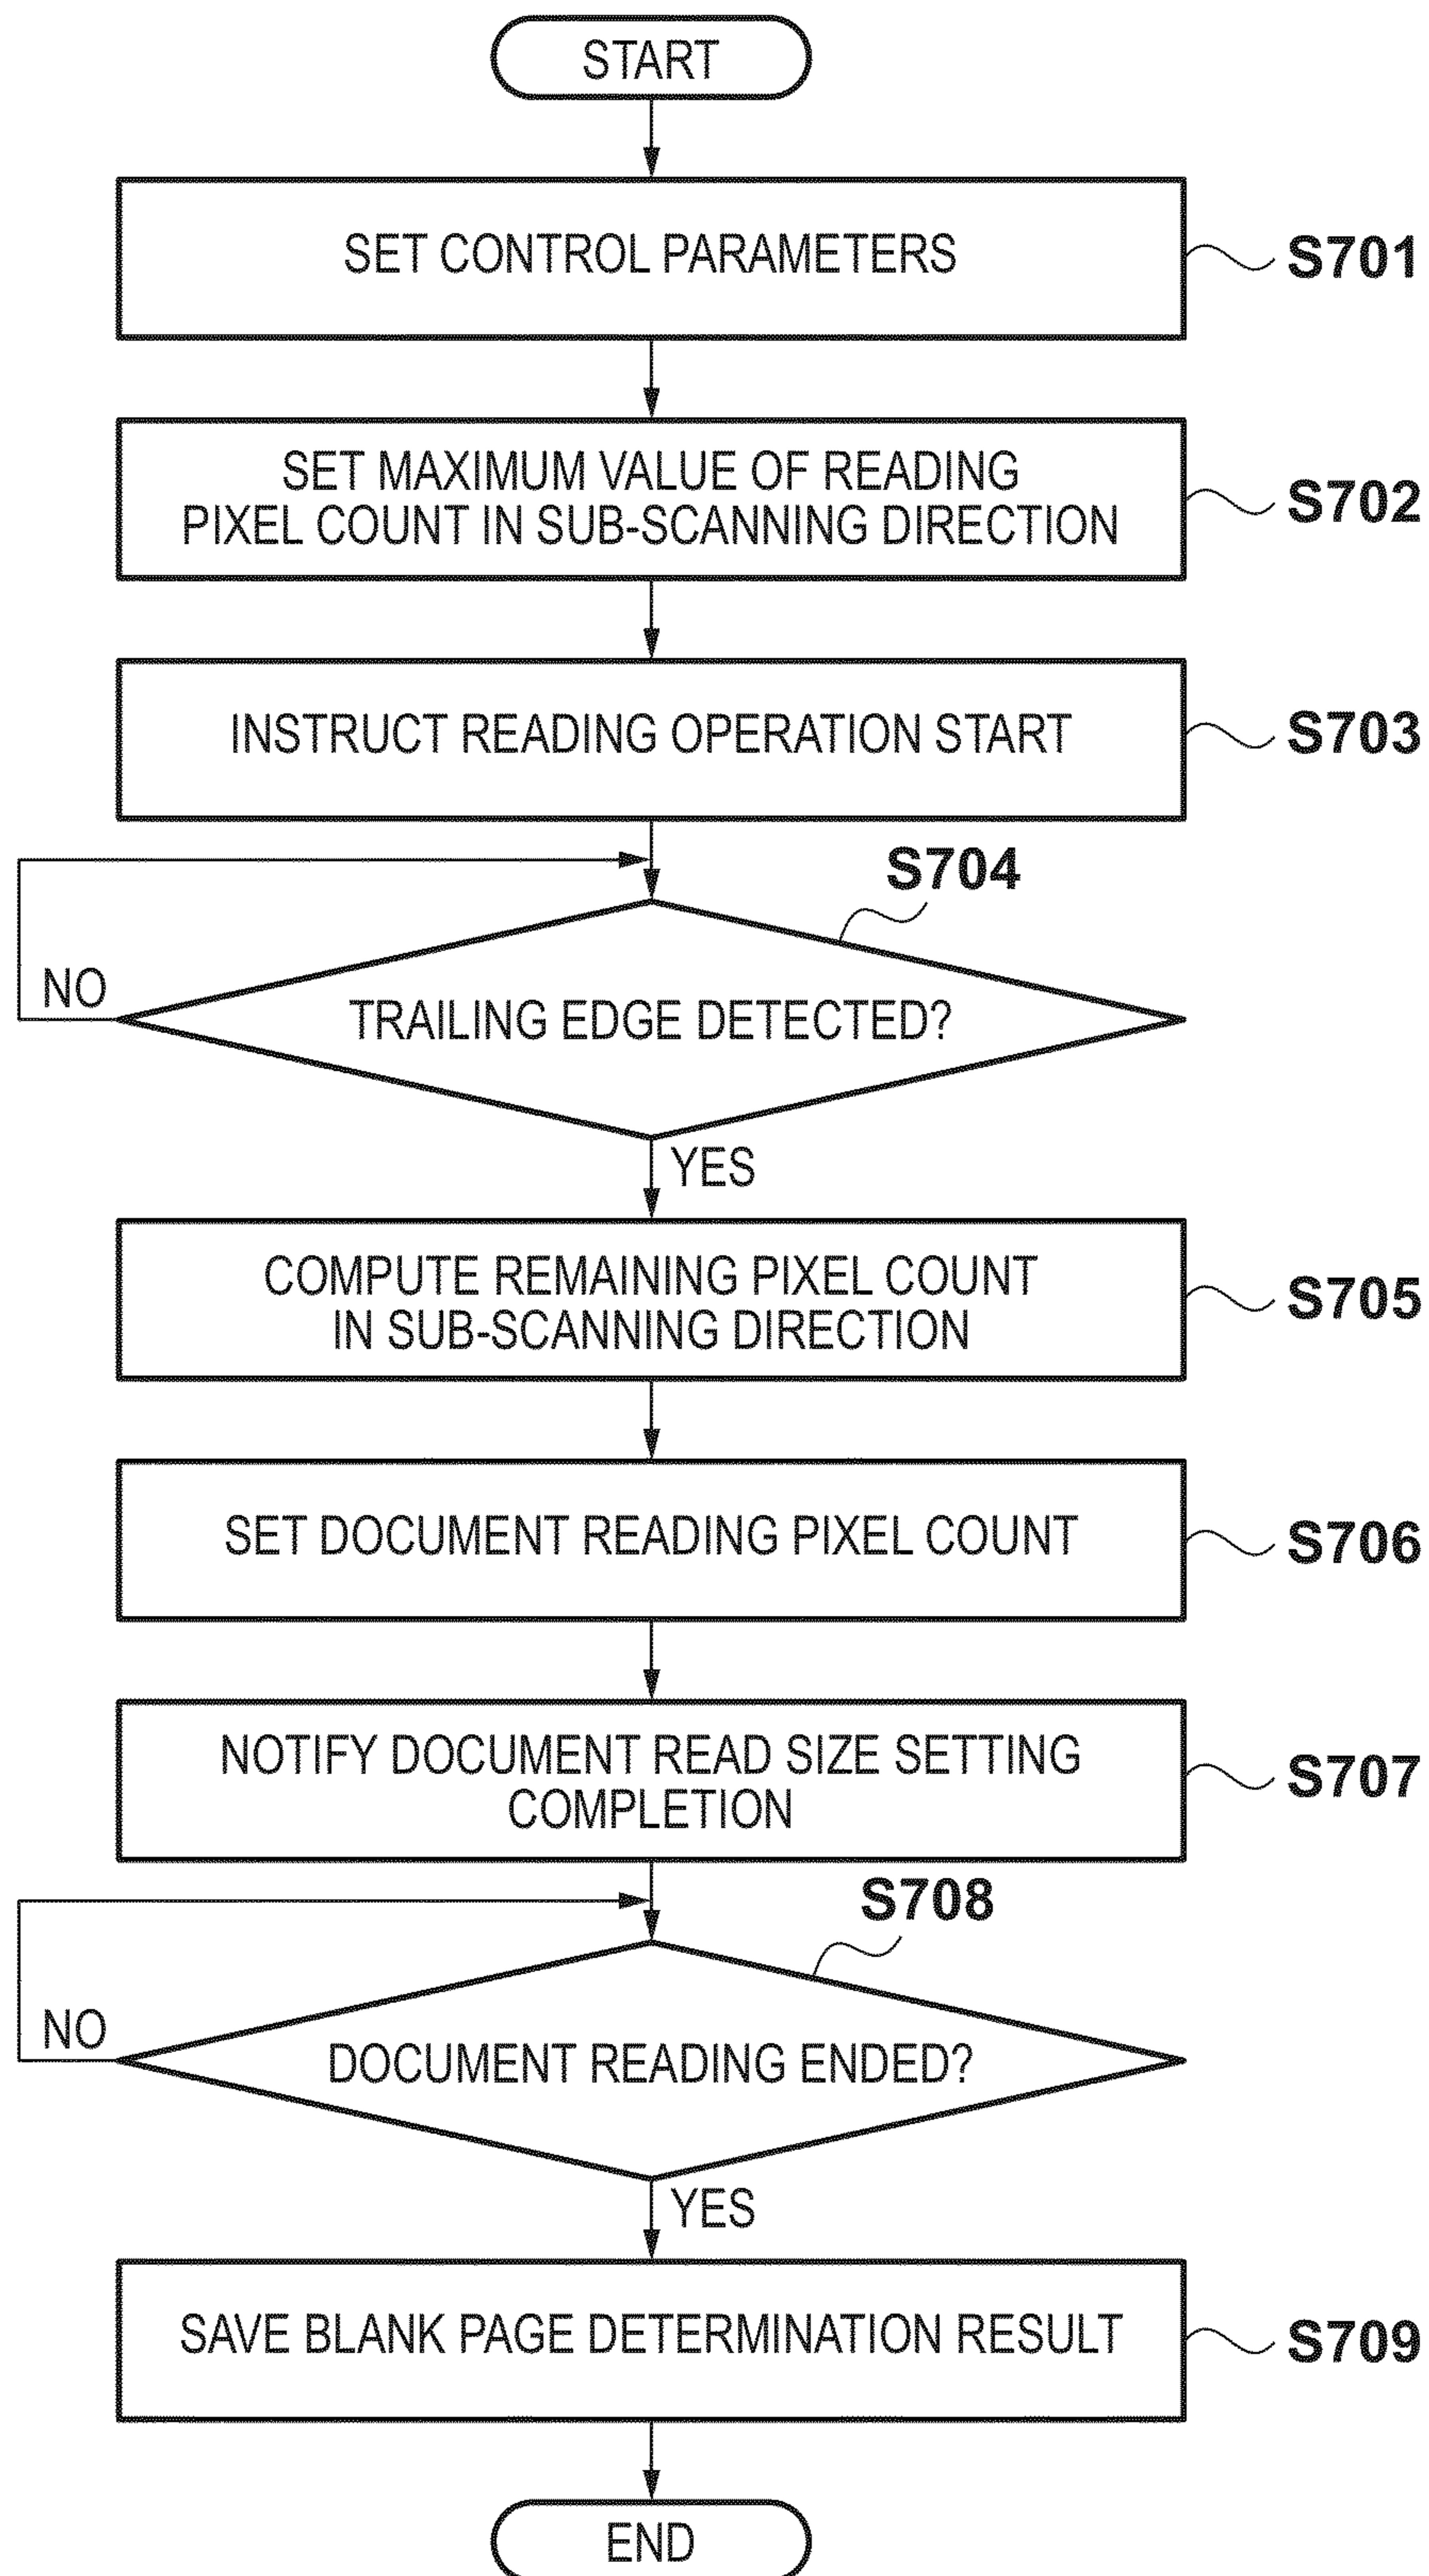 START
SET CONTROL PARAMETERS
S701
SET MAXIMUM VALUE OF READING
PIXEL COUNT IN SUB-SCANNING DIRECTION
S702
INSTRUCT READING OPERATION START
S703
S704
NO
TRAILING EDGE DETECTED?
YES
COMPUTE REMAINING PIXEL COUNT
IN SUB-SCANNING DIRECTION
S705
SET DOCUMENT READING PIXEL COUNT
S706
NOTIFY DOCUMENT READ SIZE SETTING
COMPLETION
S707
S708
NO
DOCUMENT READING ENDED?
YES
SAVE BLANK PAGE DETERMINATION RESULT
S709
END